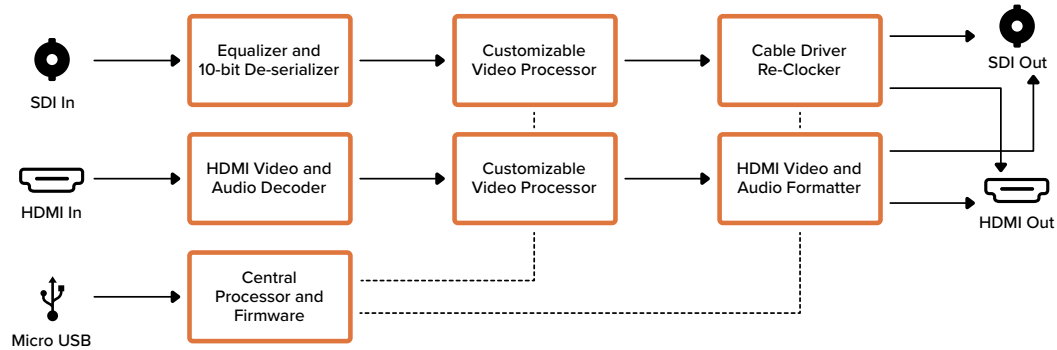 SDI In
Equalizer and
10-bit De-serializer
Customizable
Video Processor
Cable Driver
Re-Clocker
SDI Out
HDMI In
HDMI Video and
Audio Decoder
Customizable
Video Processor
HDMI Video and
Audio Formatter
HDMI Out
Micro USB
Central
Processor and
Firmware